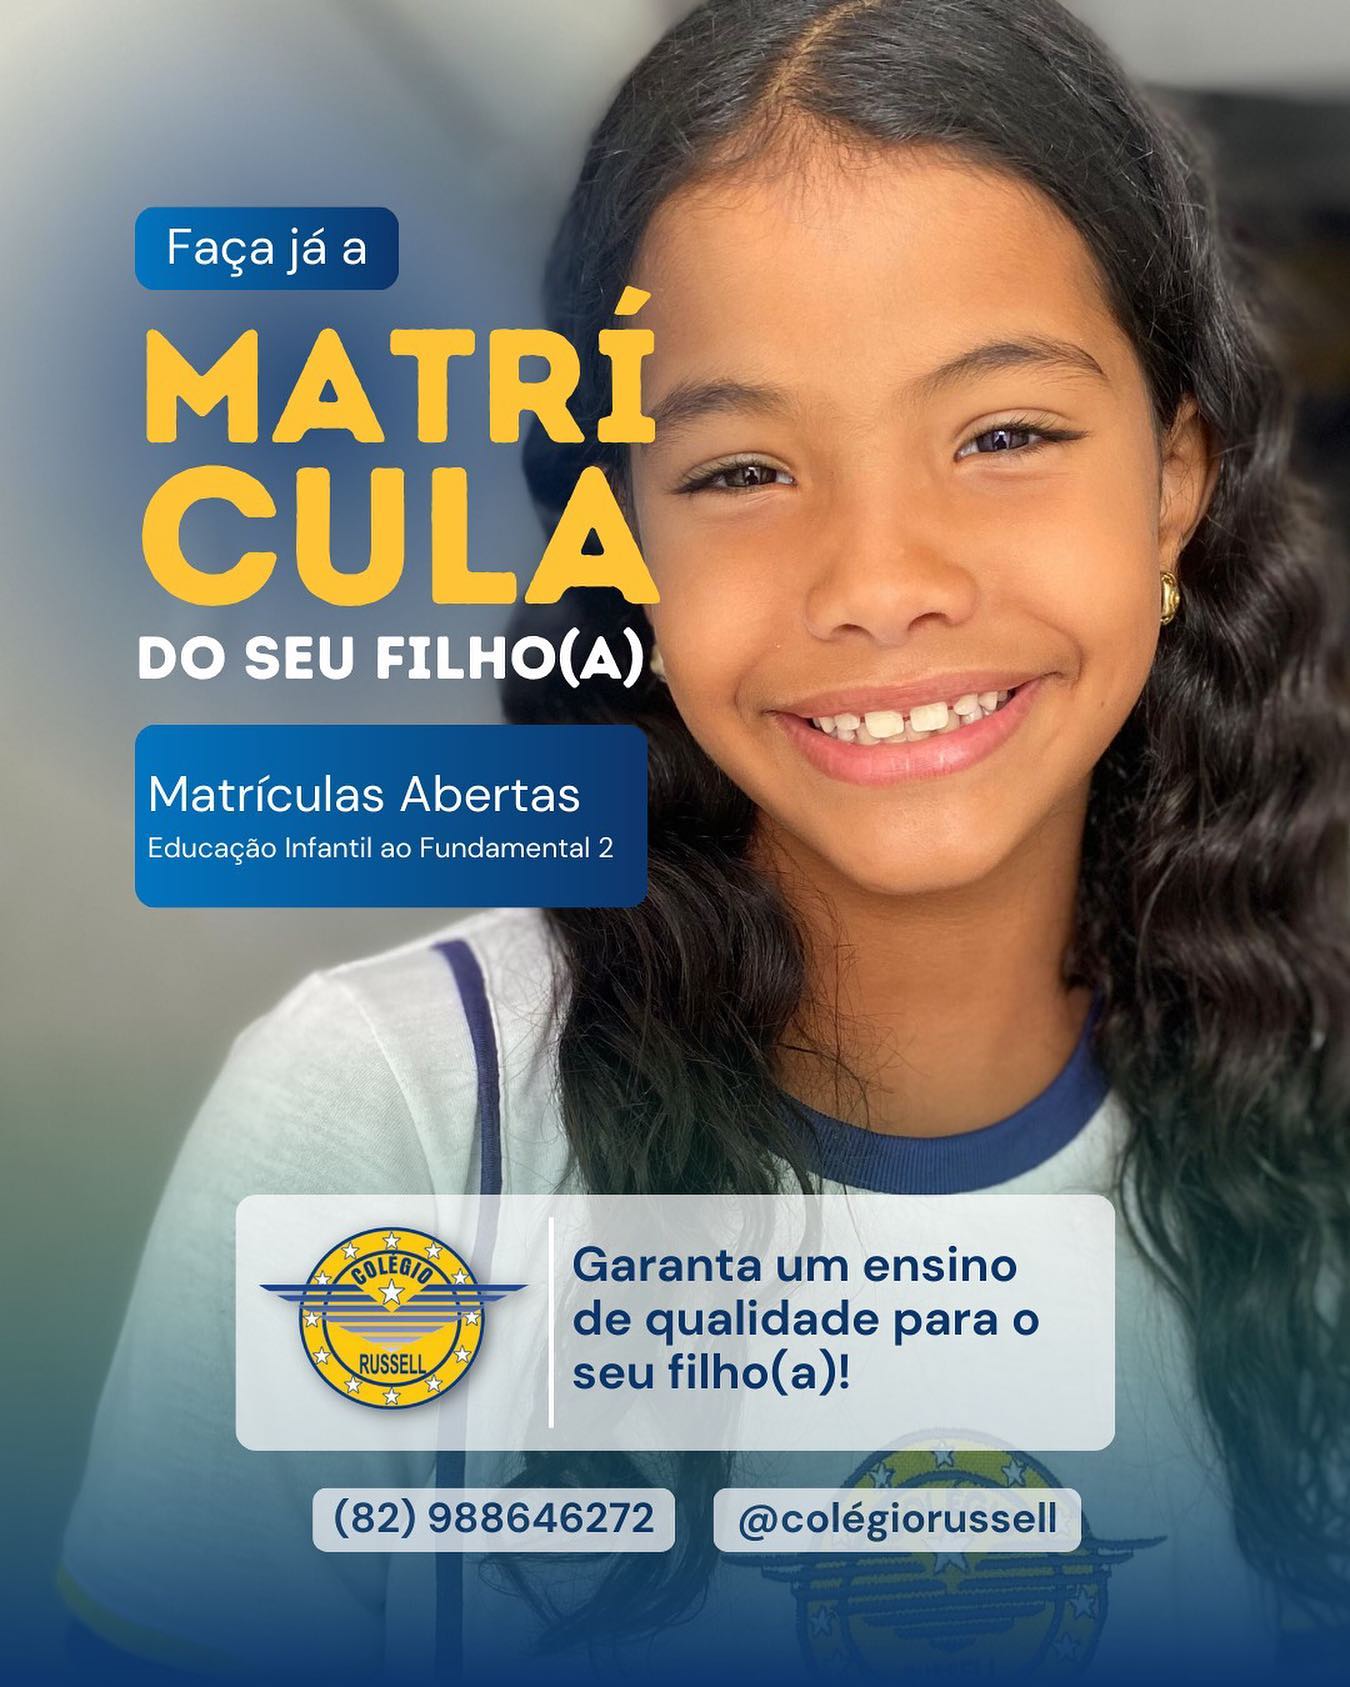 Faça já a
MATRÍ
CULA
DO SEU FILHO(A)
Matrículas Abertas
Educação Infantil ao Fundamental 2
COLÉGIO
RUSSELL
Garanta um ensino
de qualidade para o
seu filho(a)!
(82) 988646272
@colégiorussell